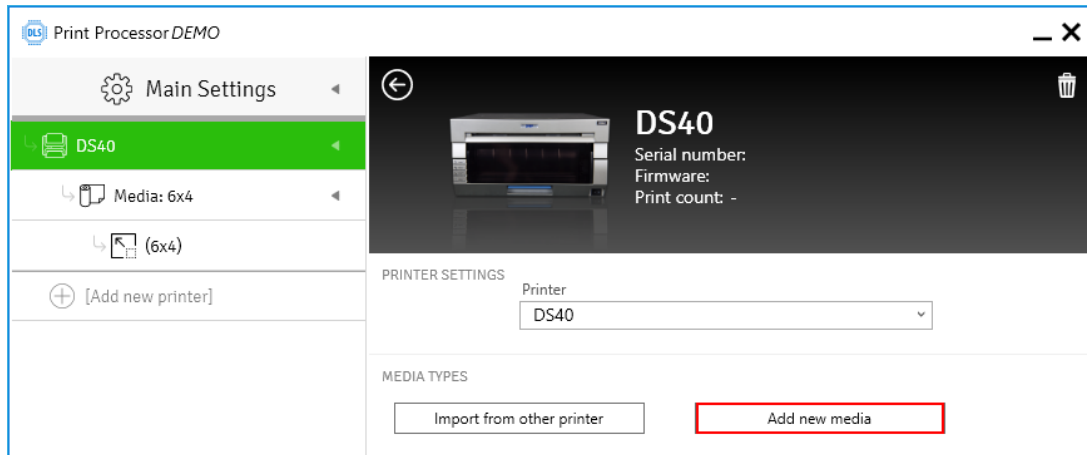 DLS Print Processor DEMO
Main Settings
DS40
Media: 6x4
(6x4)
[Add new printer]
DS40
Serial number:
Firmware:
Print count: -
PRINTER SETTINGS
Printer
DS40
MEDIA TYPES
Import from other printer
Add new media